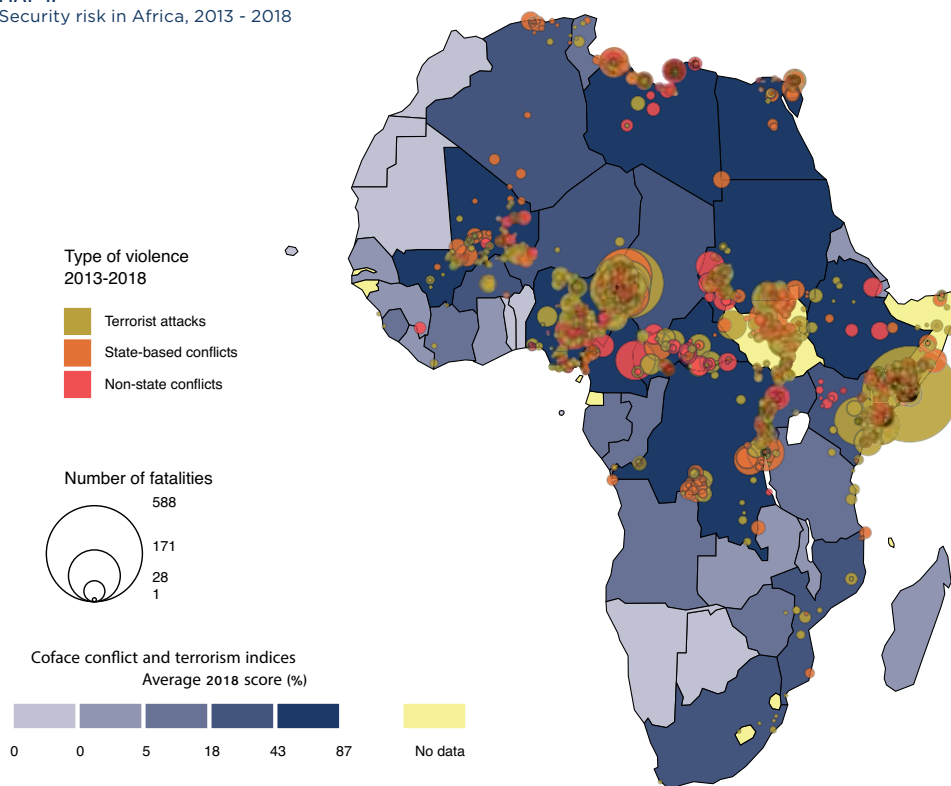 Security risk in Africa, 2013 - 2018
Type of violence
2013-2018
Terrorist attacks
State-based conflicts
Non-state conflicts
Number of fatalities
588
171
28
1
Coface conflict and terrorism indices
Average 2018 score (%)
0 0 5 18 43 87 No data